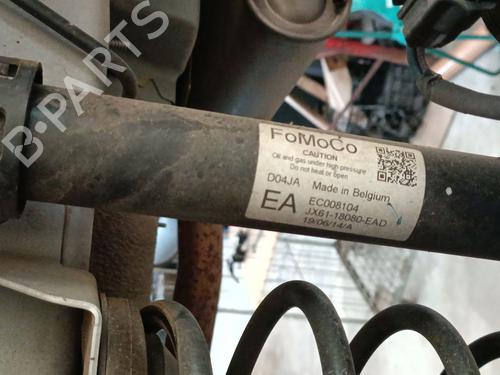 FoMoCo
CAUTION
Oil and gas under high pressure
Do not heat or open
D04JA Made in Belgium
EA EC008104
JX61-18080-EAD
19/06/14/A
B-PARTS